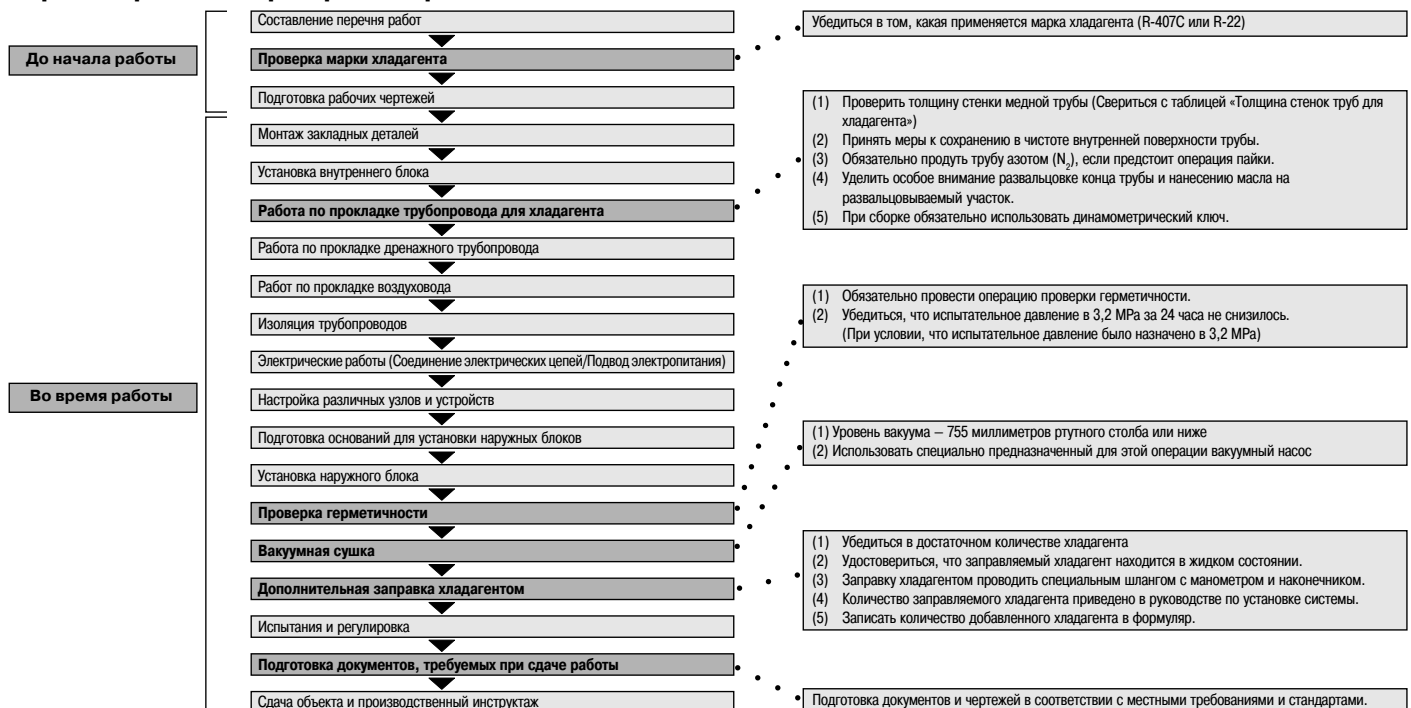 Составление перечня работ
До начала работы
Проверка марки хладагента
Подготовка рабочих чертежей
Монтаж закладных деталей
Установка внутреннего блока
Работа по прокладке трубопровода для хладагента
Работа по прокладке дренажного трубопровода
Работ по прокладке воздуховода
Изоляция трубопроводов
Электрические работы (Соединение электрических цепей/Подвод электропитания)
Во время работы
Настройка различных узлов и устройств
Подготовка оснований для установки наружных блоков
Установка наружного блока
Проверка герметичности
Вакуумная сушка
Дополнительная заправка хладагентом
Испытания и регулировка
Подготовка документов, требуемых при сдаче работы
Сдача объекта и производственный инструктаж
Убедиться в том, какая применяется марка хладагента (R-407C или R-22)
(1) Проверить толщину стенки медной трубы (Свериться с таблицей «Толщина стенок труб для
хладагента»)
(2) Принять меры к сохранению в чистоте внутренней поверхности трубы.
(3) Обязательно продуть трубу азотом (N₂), если предстоит операция пайки.
(4) Уделить особое внимание развальцовке конца трубы и нанесению масла на
развальцовываемый участок.
(5) При сборке обязательно использовать динамометрический ключ.
(1) Обязательно провести операцию проверки герметичности.
(2) Убедиться, что испытательное давление в 3,2 MPa за 24 часа не снизилось.
(При условии, что испытательное давление было назначено в 3,2 MPa)
(1) Уровень вакуума – 755 миллиметров ртутного столба или ниже
(2) Использовать специально предназначенный для этой операции вакуумный насос
(1) Убедиться в достаточном количестве хладагента
(2) Удостовериться, что заправляемый хладагент находится в жидком состоянии.
(3) Заправку хладагентом проводить специальным шлангом с манометром и наконечником.
(4) Количество заправляемого хладагента приведено в руководстве по установке системы.
(5) Записать количество добавленного хладагента в формуляр.
Подготовка документов и чертежей в соответствии с местными требованиями и стандартами.